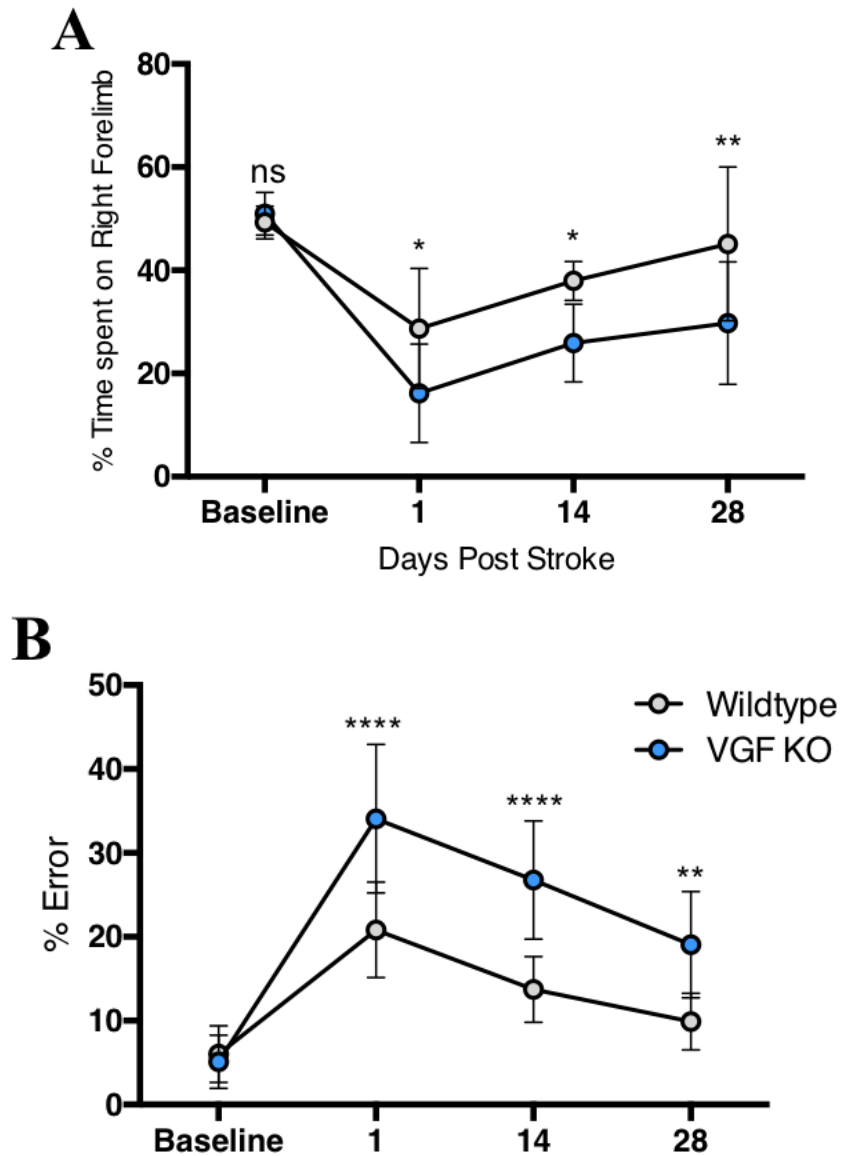 A
% Time spent on Right Forelimb
80
60
40
20
0
ns
*
*
**
Baseline 1 14 28
Days Post Stroke
B
% Error
50
40
30
20
10
0
****
****
**
Wildtype
VGF KO
Baseline 1 14 28